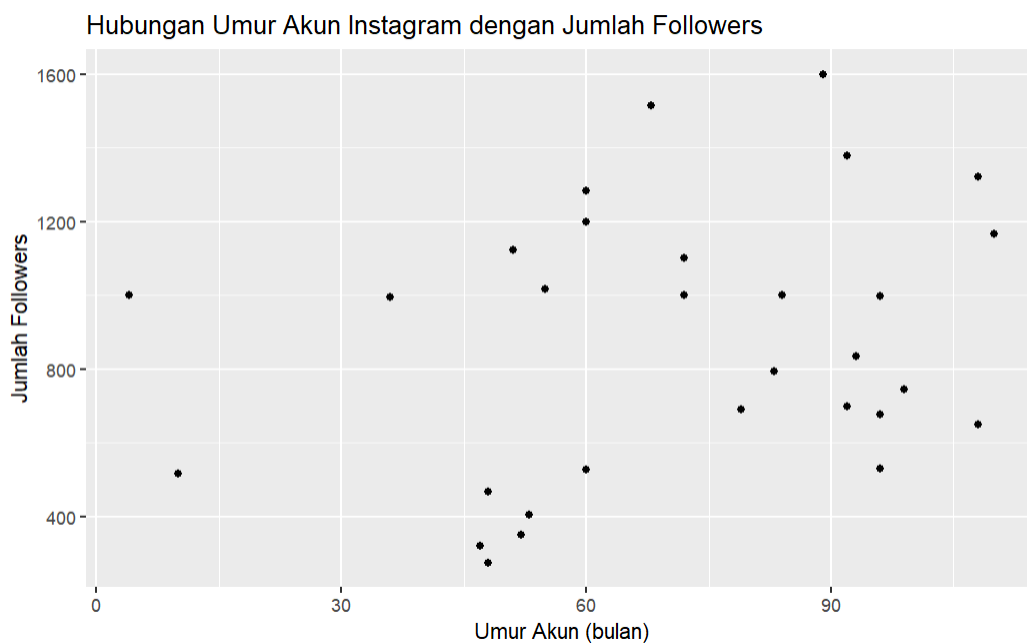 Hubungan Umur Akun Instagram dengan Jumlah Followers
1600
1200
800
400
Jumlah Followers
0 30 60 90
Umur Akun (bulan)